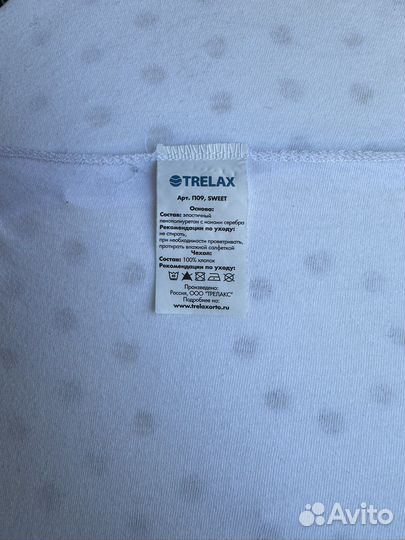 TRELAX
Арт. П09, SWEET
Основа:
Состав: эластичный
пенополиуретан с ионами серебра
Рекомендации по уходу:
не стирать,
при необходимости проветривать,
протирать влажной салфеткой
Чехол:
Состав: 100% хлопок
Рекомендации по уходу:
Произведено:
Россия, ООО "ТРЕЛАКС"
Подробнее на:
www.trelaxorto.ru
Avito